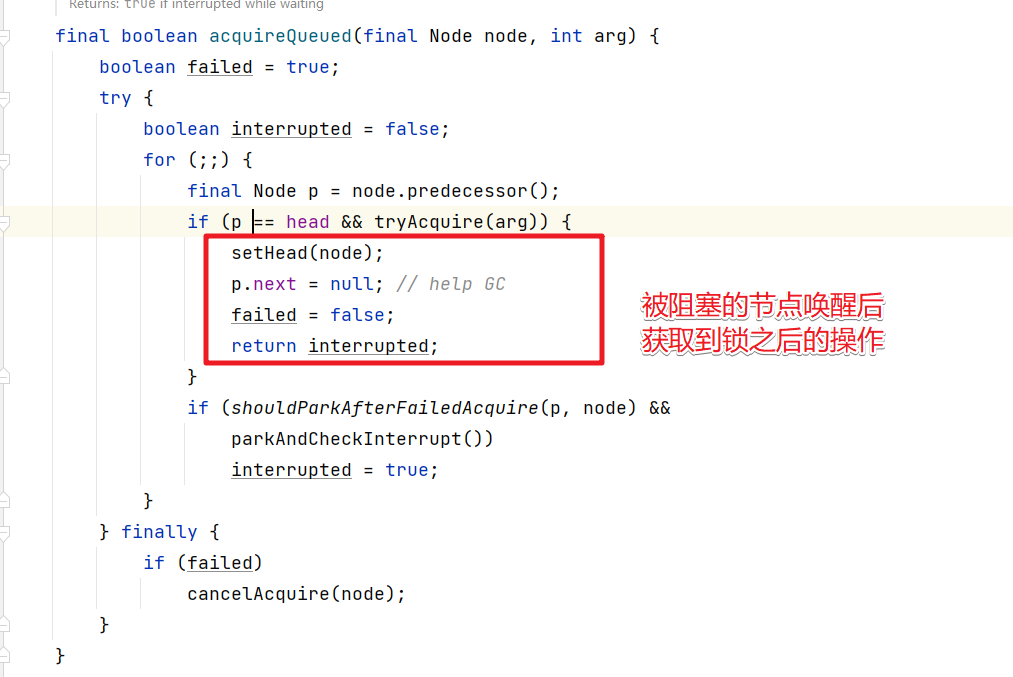 Returns: true if interrupted while waiting
final boolean acquireQueued(final Node node, int arg) {
boolean failed = true;
try {
boolean interrupted = false;
for (;;) {
final Node p = node.predecessor();
if (p == head && tryAcquire(arg)) {
setHead(node);
p.next = null; // help GC
failed = false;
return interrupted;
}
if (shouldParkAfterFailedAcquire(p, node) &&
parkAndCheckInterrupt())
interrupted = true;
}
} finally {
if (failed)
cancelAcquire(node);
}
}
被阻塞的节点唤醒后
获取到锁之后的操作